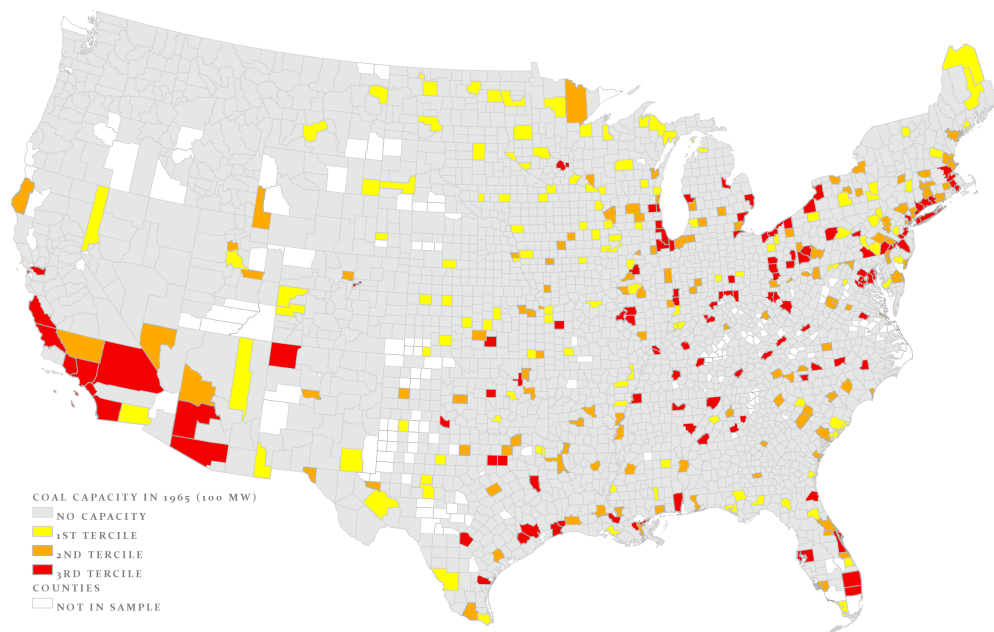 COAL CAPACITY IN 1965 (100 MW)
NO CAPACITY
1ST TERCILE
2ND TERCILE
3RD TERCILE
COUNTIES
NOT IN SAMPLE